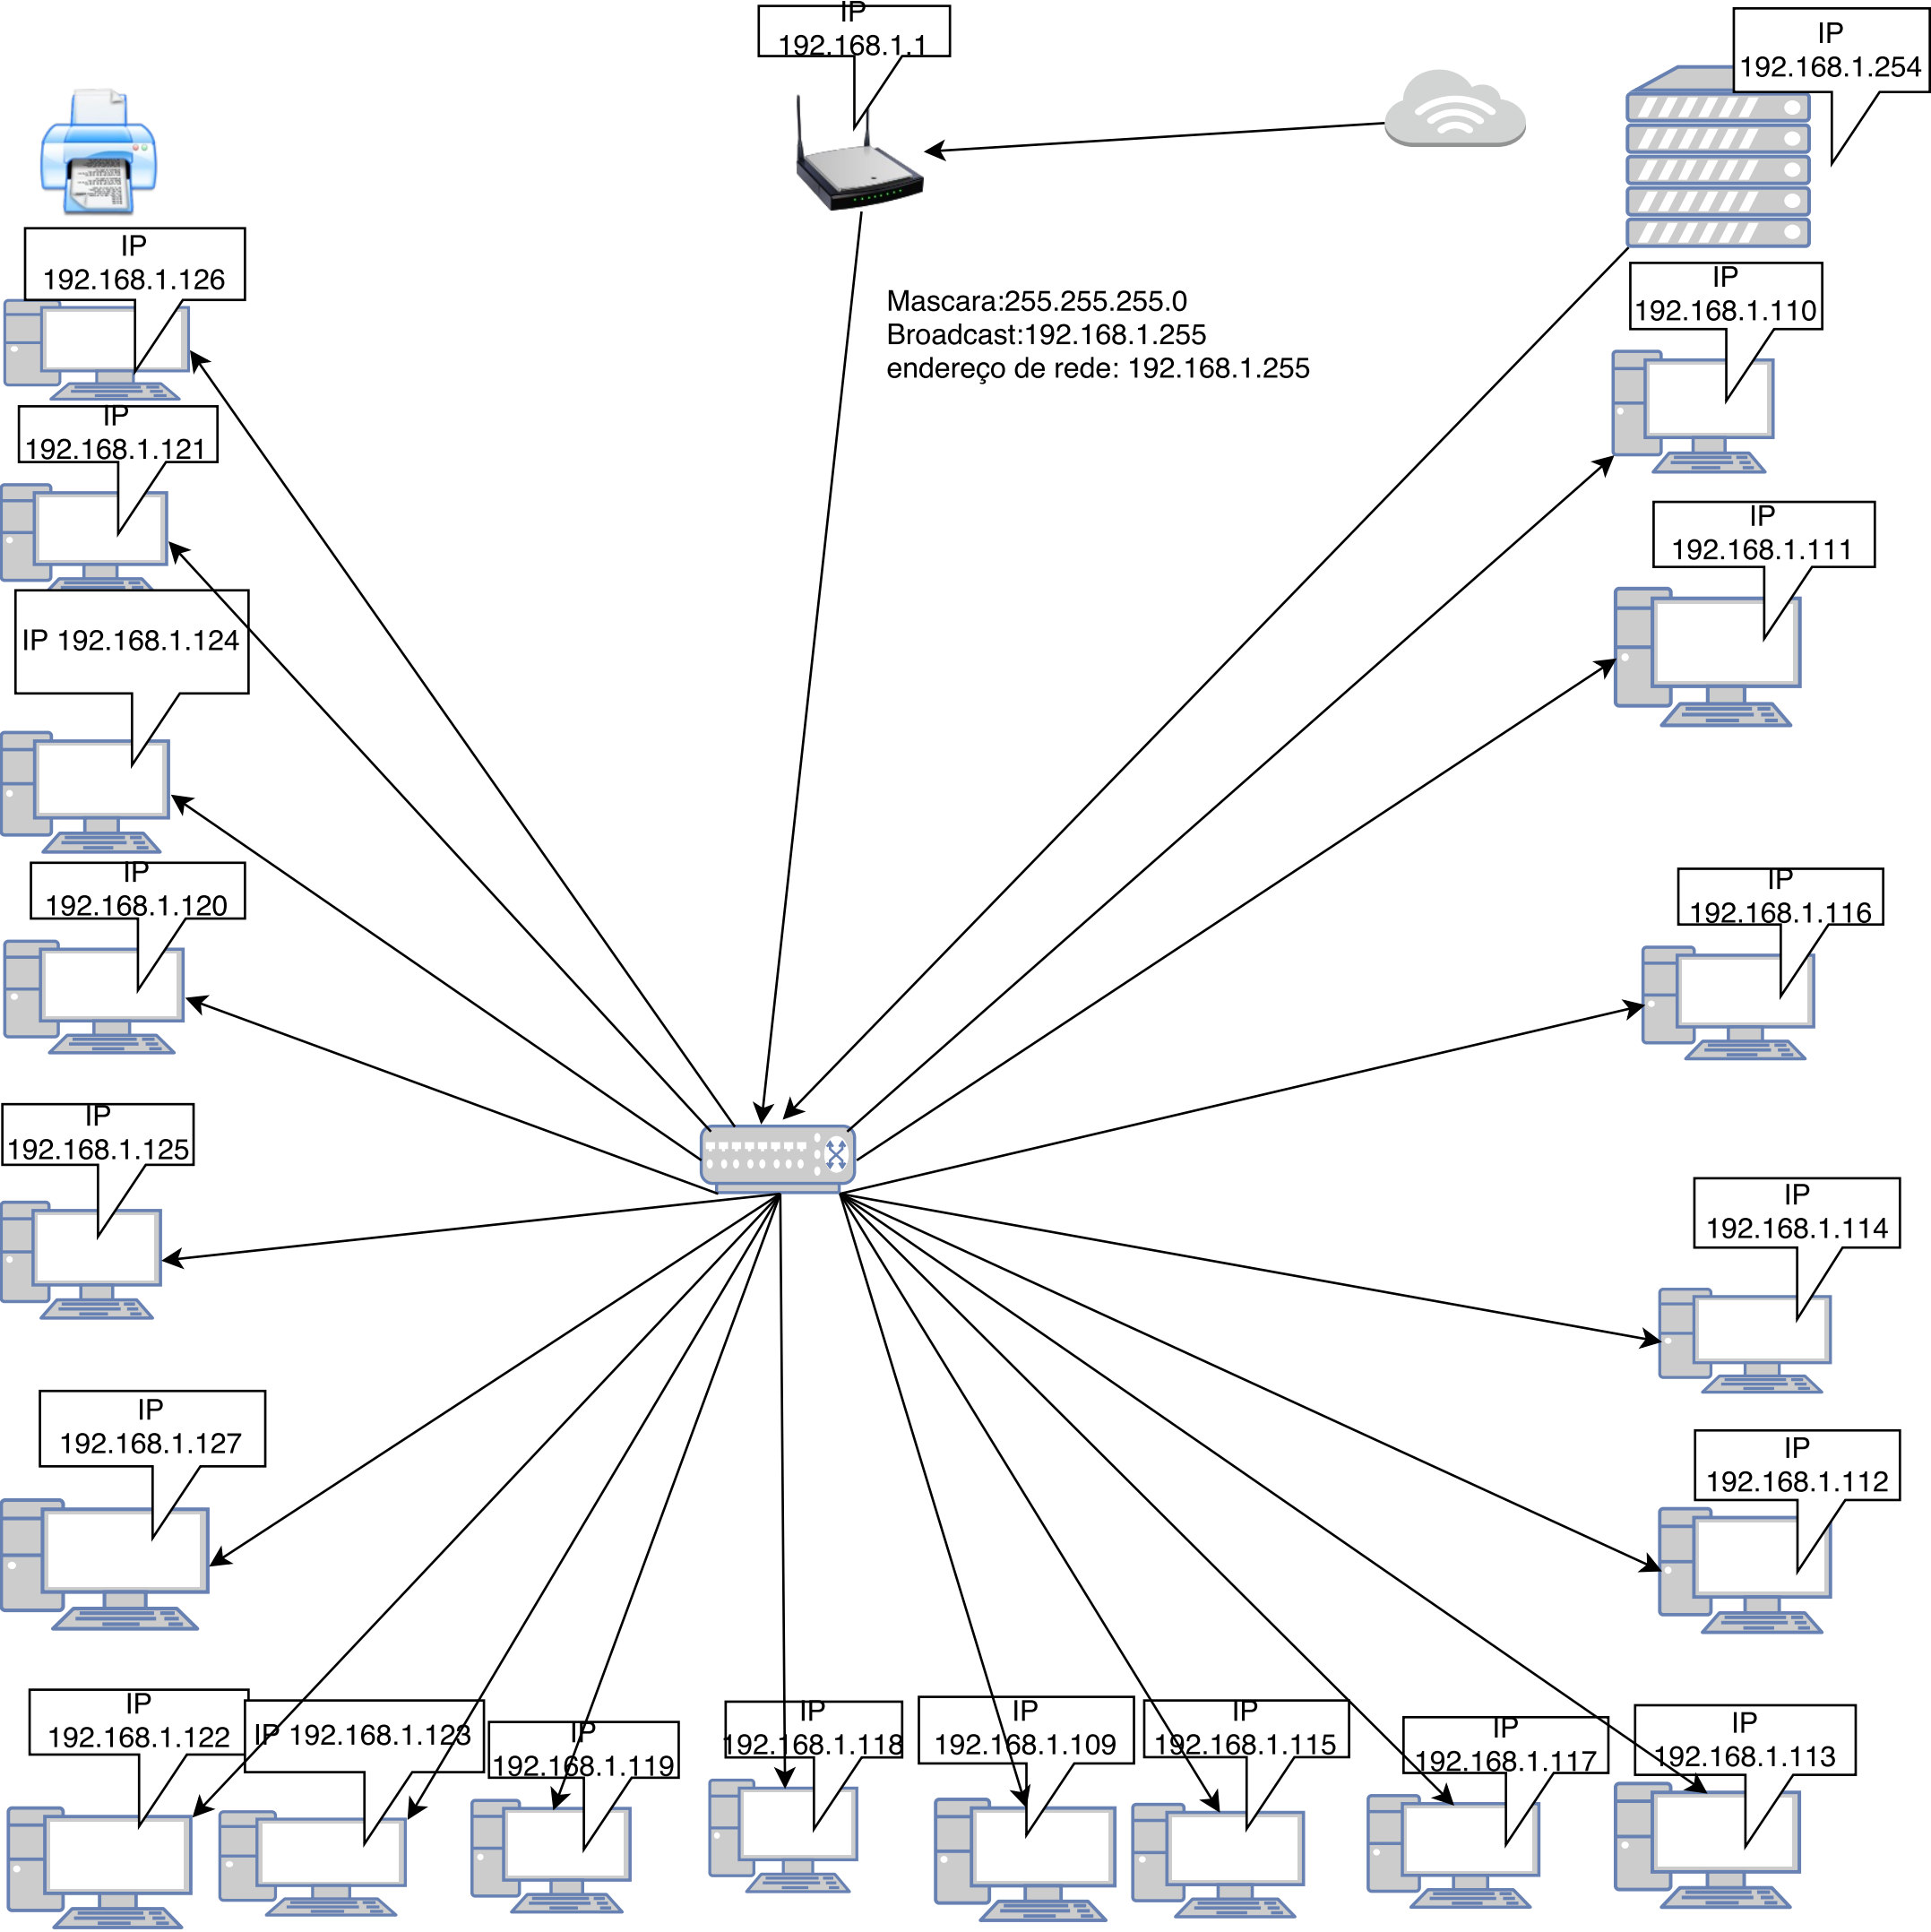 IP
192.168.1.1
IP
192.168.1.254
IP
192.168.1.126
Mascara:255.255.255.0
Broadcast:192.168.1.255
endereço de rede: 192.168.1.255
IP
192.168.1.110
IP
192.168.1.121
IP
192.168.1.111
IP 192.168.1.124
IP
192.168.1.120
IP
192.168.1.116
IP
192.168.1.125
IP
192.168.1.114
IP
192.168.1.127
IP
192.168.1.112
IP
192.168.1.122
IP 192.168.1.123
IP
192.168.1.119
IP
192.168.1.118
IP
192.168.1.109
IP
192.168.1.115
IP
192.168.1.117
IP
192.168.1.113